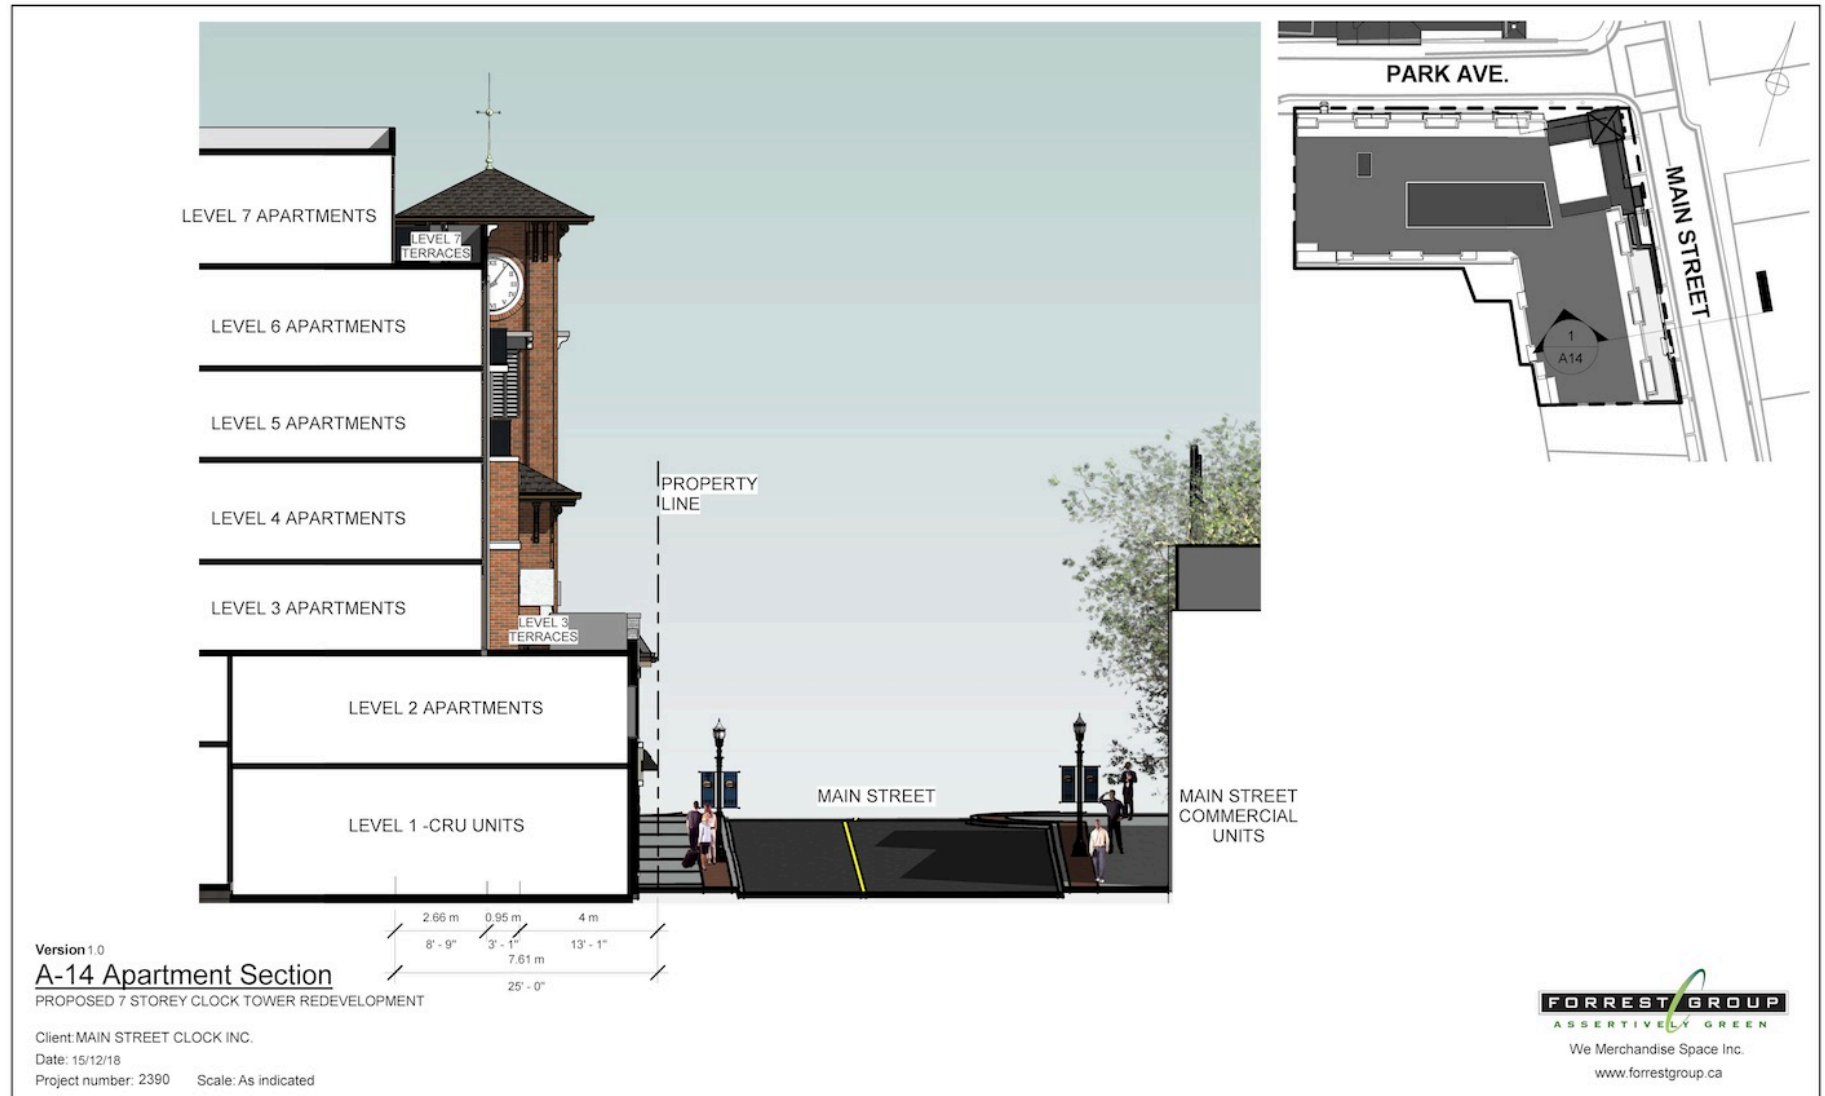 PARK AVE.
MAIN STREET
1
A14
LEVEL 7 APARTMENTS
LEVEL 7
TERRACES
LEVEL 6 APARTMENTS
LEVEL 5 APARTMENTS
LEVEL 4 APARTMENTS
PROPERTY
LINE
LEVEL 3 APARTMENTS
LEVEL 3
TERRACES
LEVEL 2 APARTMENTS
MAIN STREET
MAIN STREET
COMMERCIAL
UNITS
LEVEL 1 -CRU UNITS
2.66 m 0.95 m 4 m
8' - 9" 3' - 1" 13' - 1"
7.61 m
25' - 0"
Version 1.0
A-14 Apartment Section
PROPOSED 7 STOREY CLOCK TOWER REDEVELOPMENT
Client: MAIN STREET CLOCK INC.
Date: 15/12/18
Project number: 2390 Scale: As indicated
FORREST GROUP
ASSERTIVELY GREEN
We Merchandise Space Inc.
www.forrestgroup.ca